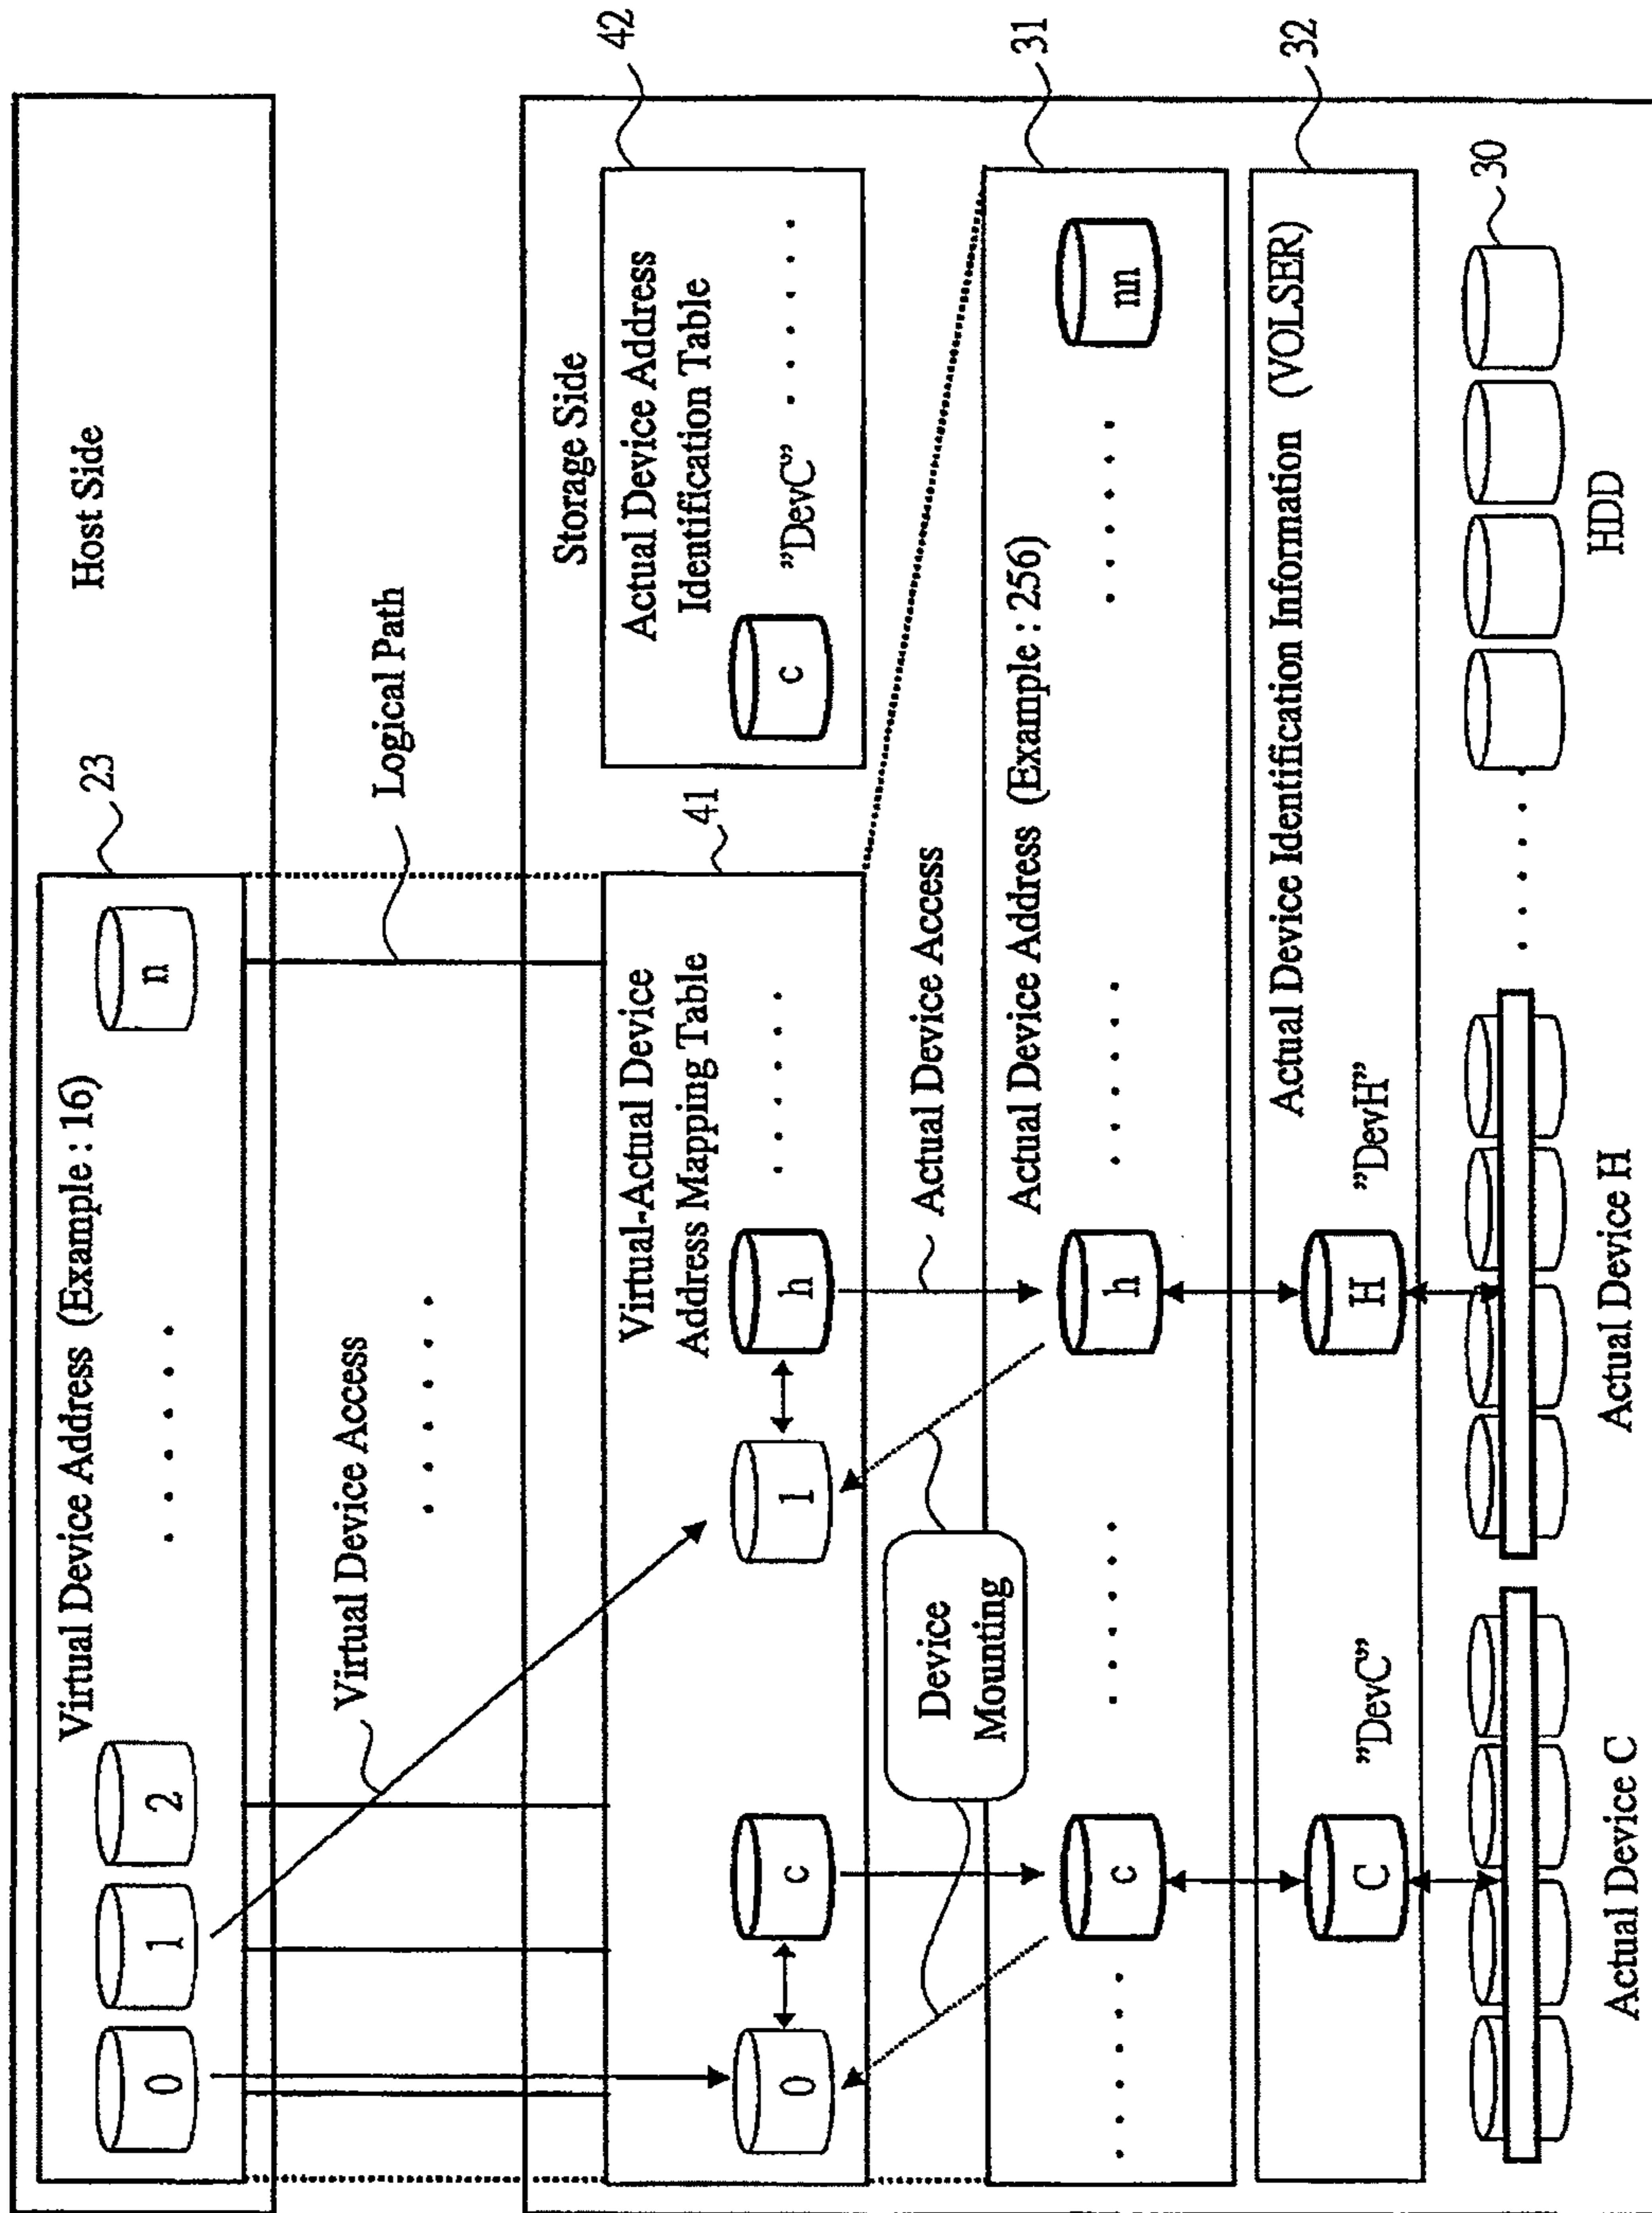 Host Side
23
Virtual Device Address (Example : 16)
0
1
2
. . . . . .
n
Virtual Device Access
. . . . . .
Logical Path
Storage Side
42
41
Virtual-Actual Device
Address Mapping Table
0
c
1
h
. . . . . .
Actual Device Address
Identification Table
c
"DevC"
. . . . . .
Device
Mounting
Actual Device Access
31
Actual Device Address (Example : 256)
. . . . . .
c
. . . . . .
h
. . . . . .
. . . . . .
nn
32
Actual Device Identification Information (VOLSER)
C
"DevC"
H
"DevH"
30
. . . . . .
Actual Device C
Actual Device H
HDD